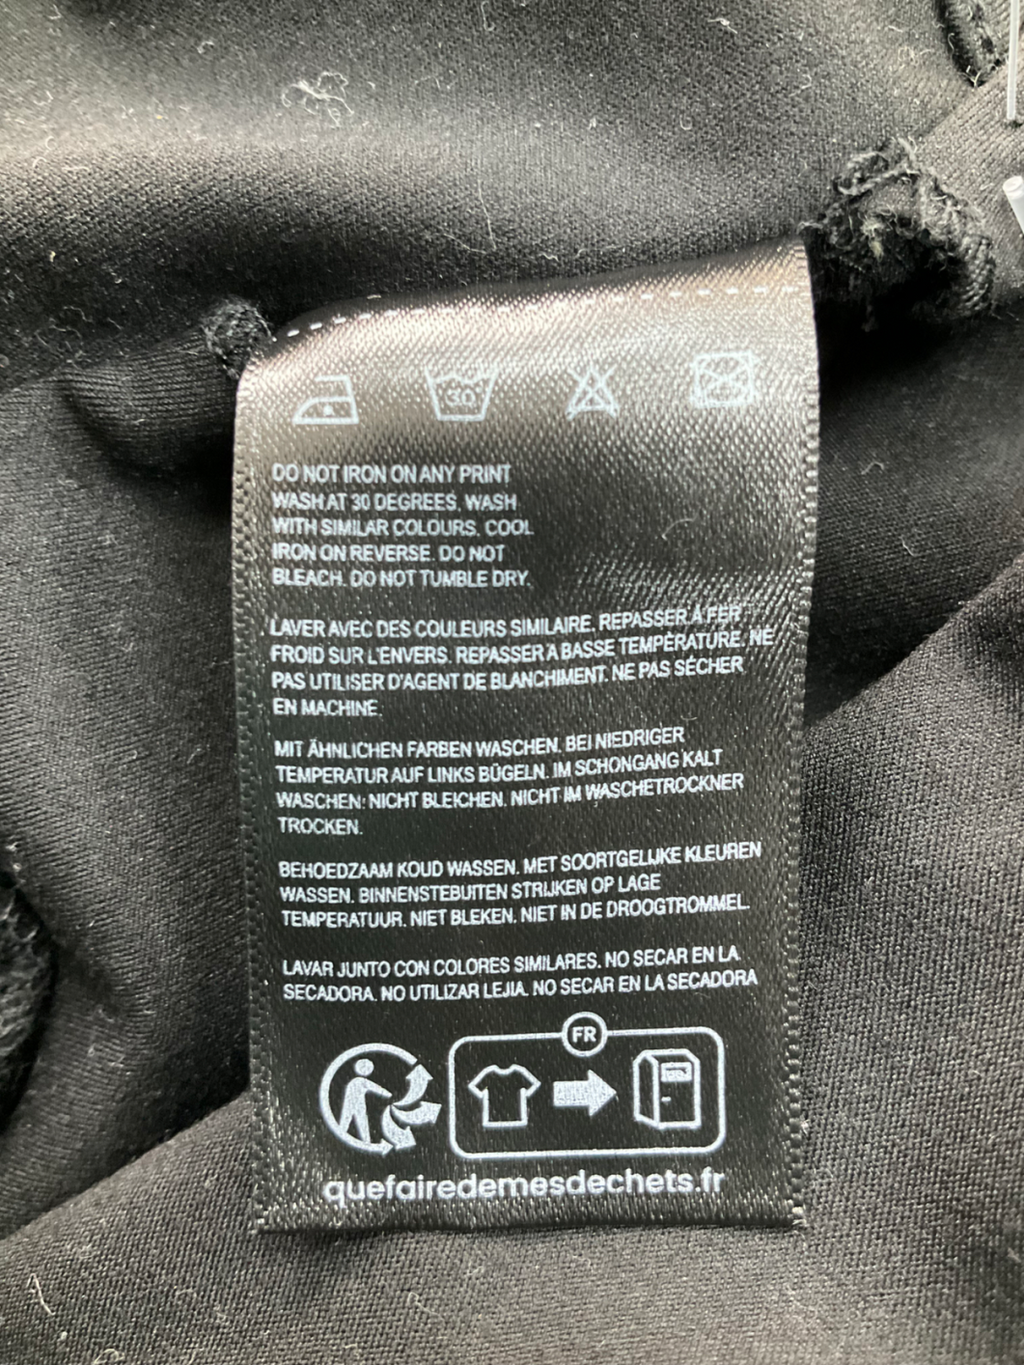 30
DO NOT IRON ON ANY PRINT
WASH AT 30 DEGREES. WASH
WITH SIMILAR COLOURS. COOL
IRON ON REVERSE. DO NOT
BLEACH. DO NOT TUMBLE DRY.
LAVER AVEC DES COULEURS SIMILAIRE. REPASSER À FER
FROID SUR L'ENVERS. REPASSER À BASSE TEMPÉRATURE. NE
PAS UTILISER D'AGENT DE BLANCHIMENT. NE PAS SÉCHER
EN MACHINE.
MIT ÄHNLICHEN FARBEN WASCHEN. BEI NIEDRIGER
TEMPERATUR AUF LINKS BÜGELN. IM SCHONGANG KALT
WASCHEN: NICHT BLEICHEN. NICHT IM WASCHETROCKNER
TROCKEN.
BEHOEDZAAM KOUD WASSEN. MET SOORTGELIJKE KLEUREN
WASSEN. BINNENSTEBUITEN STRIJKEN OP LAGE
TEMPERATUUR. NIET BLEKEN. NIET IN DE DROOGTROMMEL.
LAVAR JUNTO CON COLORES SIMILARES. NO SECAR EN LA
SECADORA. NO UTILIZAR LEJIA. NO SECAR EN LA SECADORA
FR
quefairedemesdechets.fr